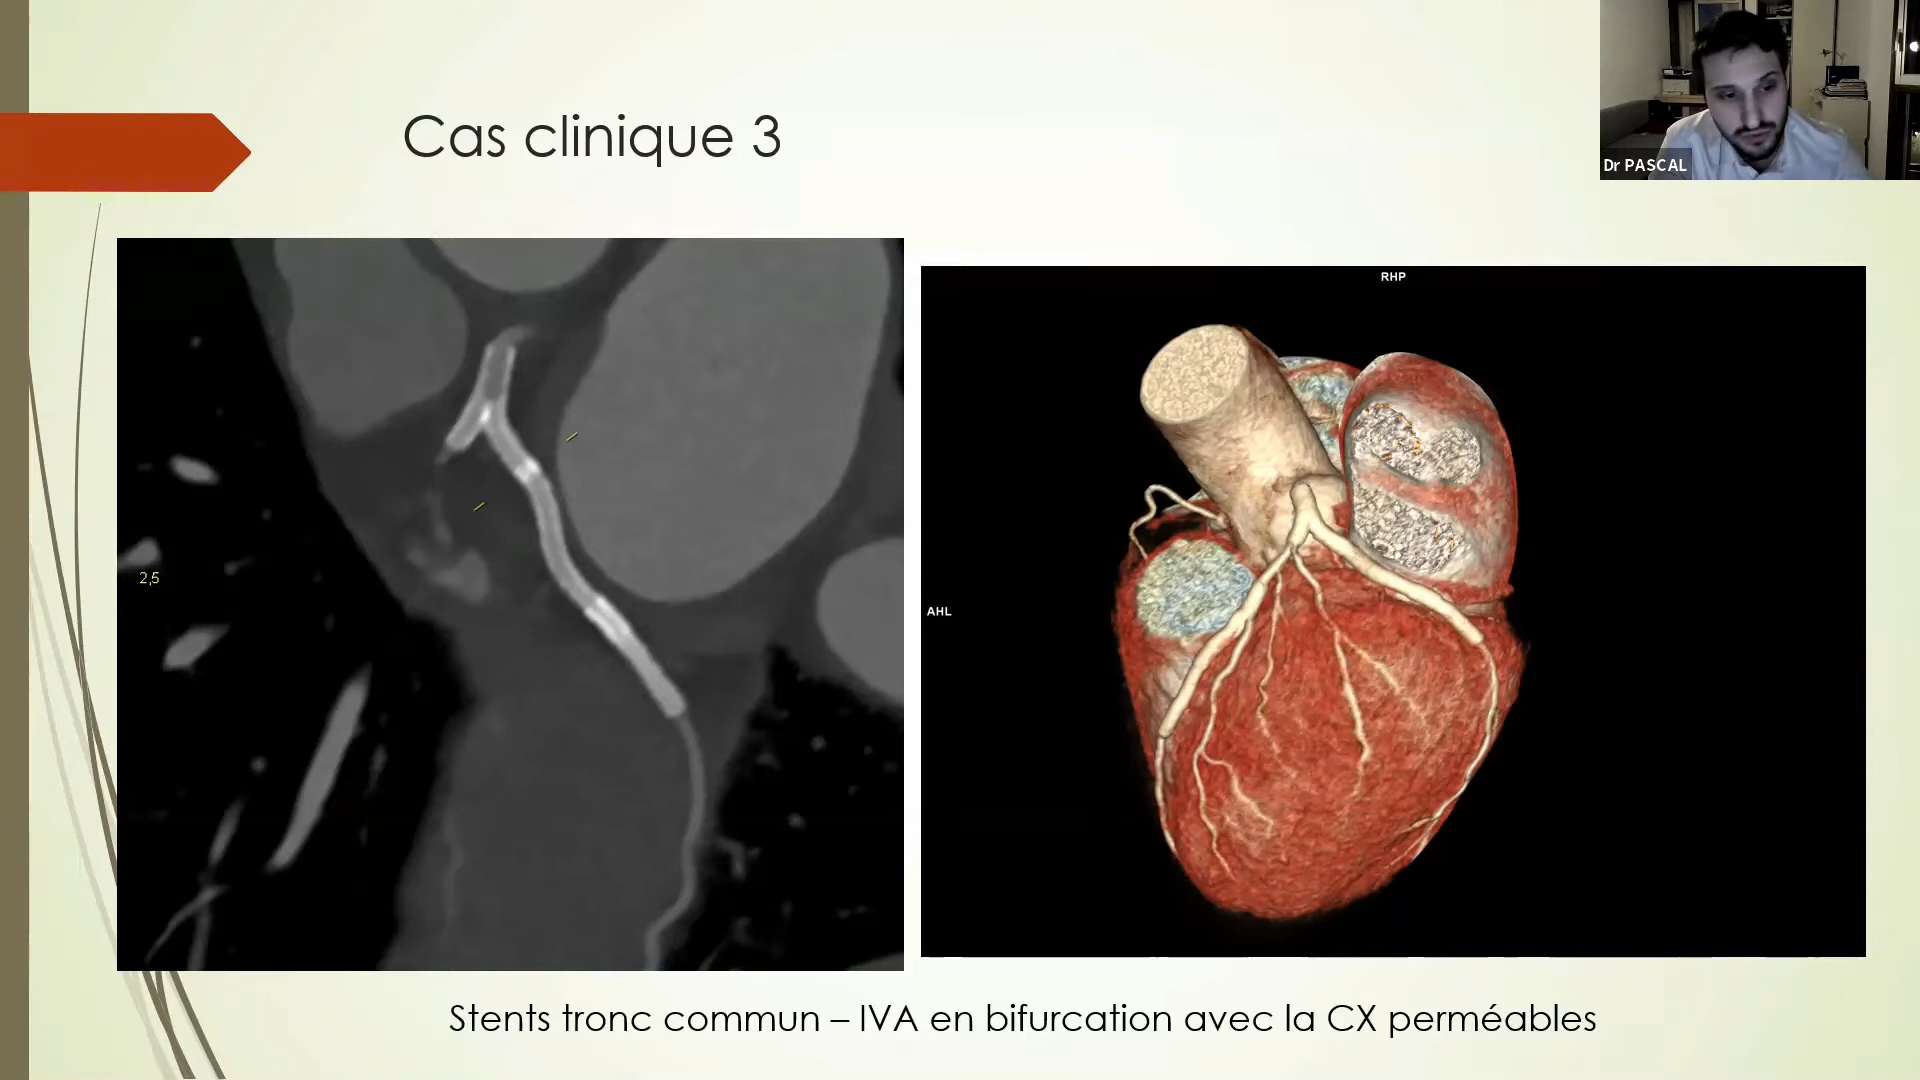 Cas clinique 3
Dr PASCAL
RHP
AHL
2,5
Stents tronc commun – IVA en bifurcation avec la CX perméables